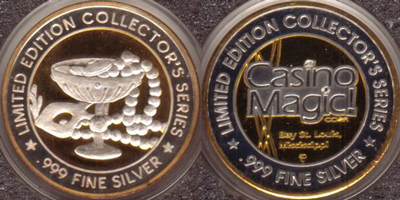 LIMITED EDITION COLLECTOR'S SERIES
★ .999 FINE SILVER ★
LIMITED EDITION COLLECTOR'S SERIES
Casino
Magic!
.com
Bay St. Louis,
Mississippi
©
★ .999 FINE SILVER ★